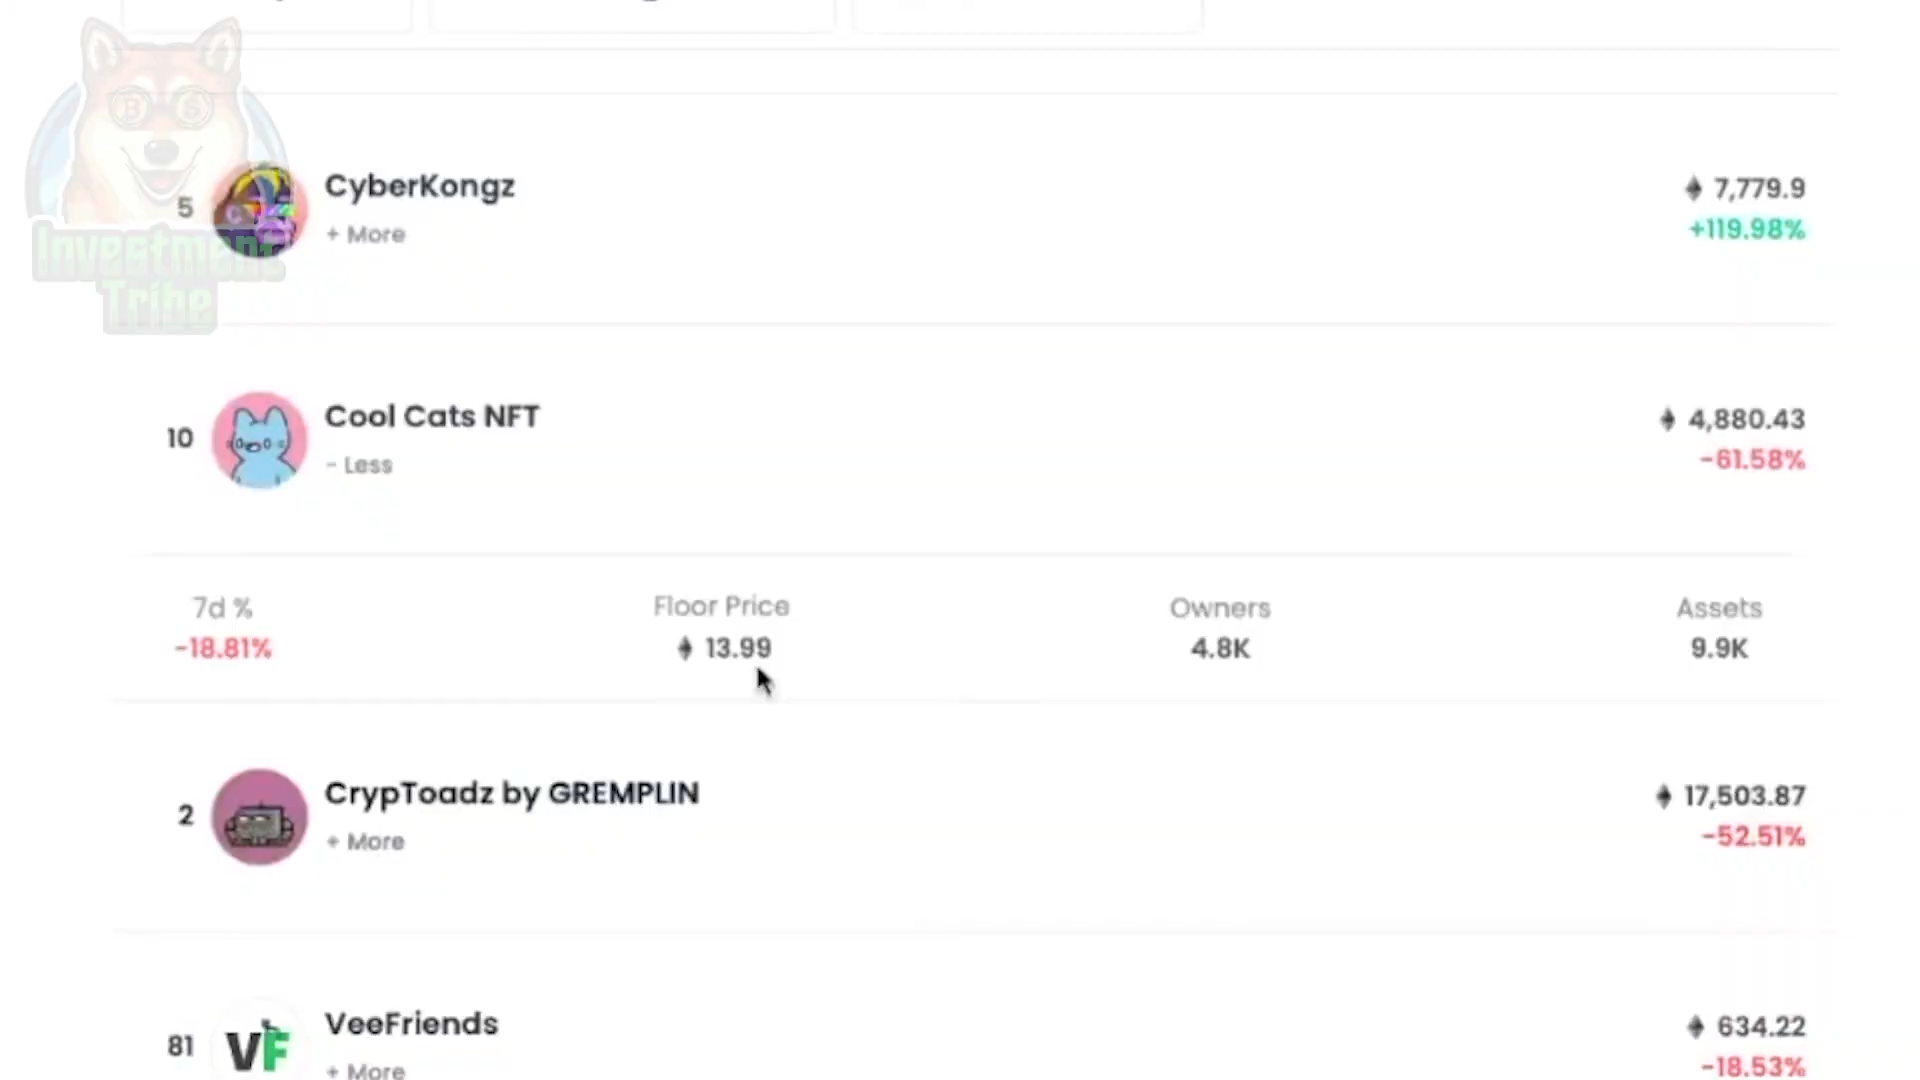 Investment
Tribe
5
CyberKongz
+ More
7,779.9
+119.98%
10
Cool Cats NFT
- Less
4,880.43
-61.58%
7d %
Floor Price
Owners
Assets
-18.81%
13.99
4.8K
9.9K
2
CrypToadz by GREMPLIN
+ More
17,503.87
-52.51%
81
VF
VeeFriends
+ More
634.22
-18.53%